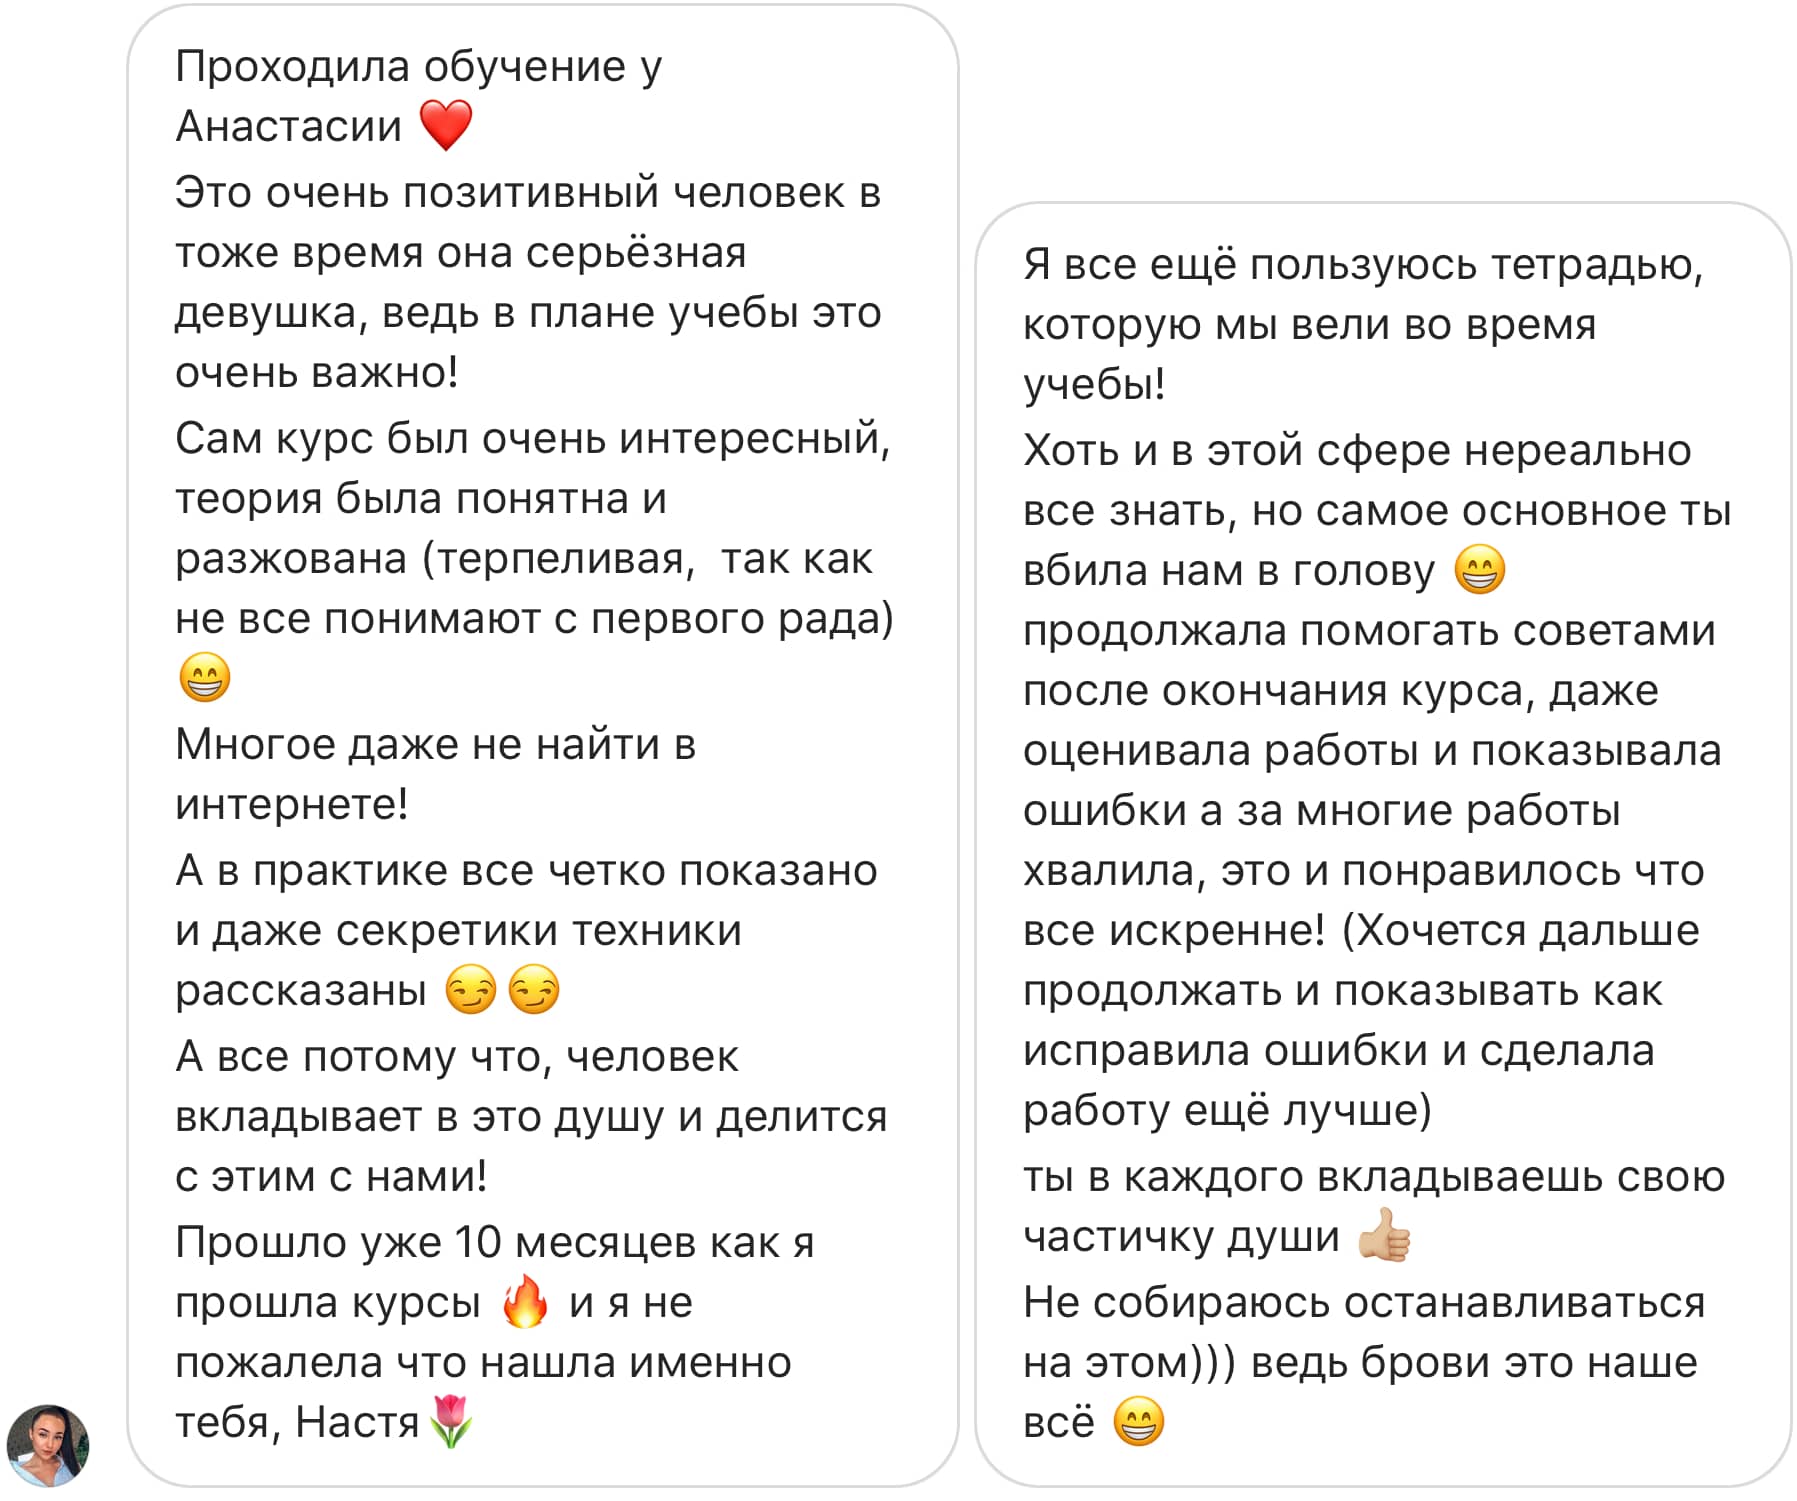 Проходила обучение у
Анастасии ❤️
Это очень позитивный человек в
тоже время она серьёзная
девушка, ведь в плане учебы это
очень важно!
Сам курс был очень интересный,
теория была понятна и
разжована (терпеливая,  так как
не все понимают с первого рада)
😁
Многое даже не найти в
интернете!
А в практике все четко показано
и даже секретики техники
рассказаны 😏😏
А все потому что, человек
вкладывает в это душу и делится
с этим с нами!
Прошло уже 10 месяцев как я
прошла курсы 🔥 и я не
пожалела что нашла именно
тебя, Настя🌷
Я все ещё пользуюсь тетрадью,
которую мы вели во время
учебы!
Хоть и в этой сфере нереально
все знать, но самое основное ты
вбила нам в голову 😁
продолжала помогать советами
после окончания курса, даже
оценивала работы и показывала
ошибки а за многие работы
хвалила, это и понравилось что
все искренне! (Хочется дальше
продолжать и показывать как
исправила ошибки и сделала
работу ещё лучше)
ты в каждого вкладываешь свою
частичку души 👍🏼
Не собираюсь останавливаться
на этом))) ведь брови это наше
всё 😁